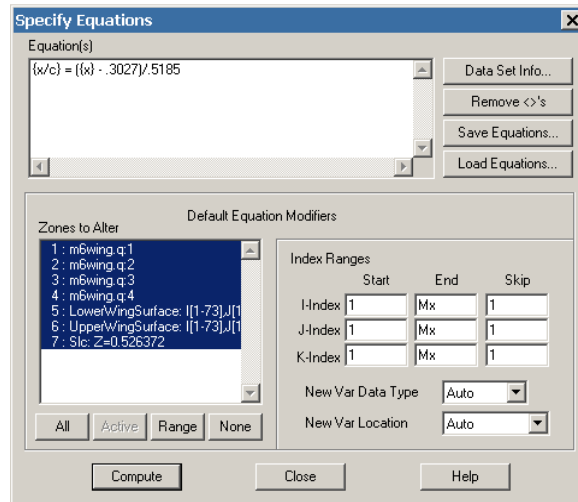 Specify Equations
Equation(s)
{x/c} = ({x} - .3027)/.5185
Data Set Info...
Remove <>'s
Save Equations...
Load Equations...
Default Equation Modifiers
Zones to Alter
1 : m6wing.q:1
2 : m6wing.q:2
3 : m6wing.q:3
4 : m6wing.q:4
5 : LowerWingSurface: I[1-73],J[1
6 : UpperWingSurface: I[1-73],J[1
7 : Slc: Z=0.526372
All Active Range None
Index Ranges
Start End Skip
I-Index 1 Mx 1
J-Index 1 Mx 1
K-Index 1 Mx 1
New Var Data Type Auto
New Var Location Auto
Compute Close Help